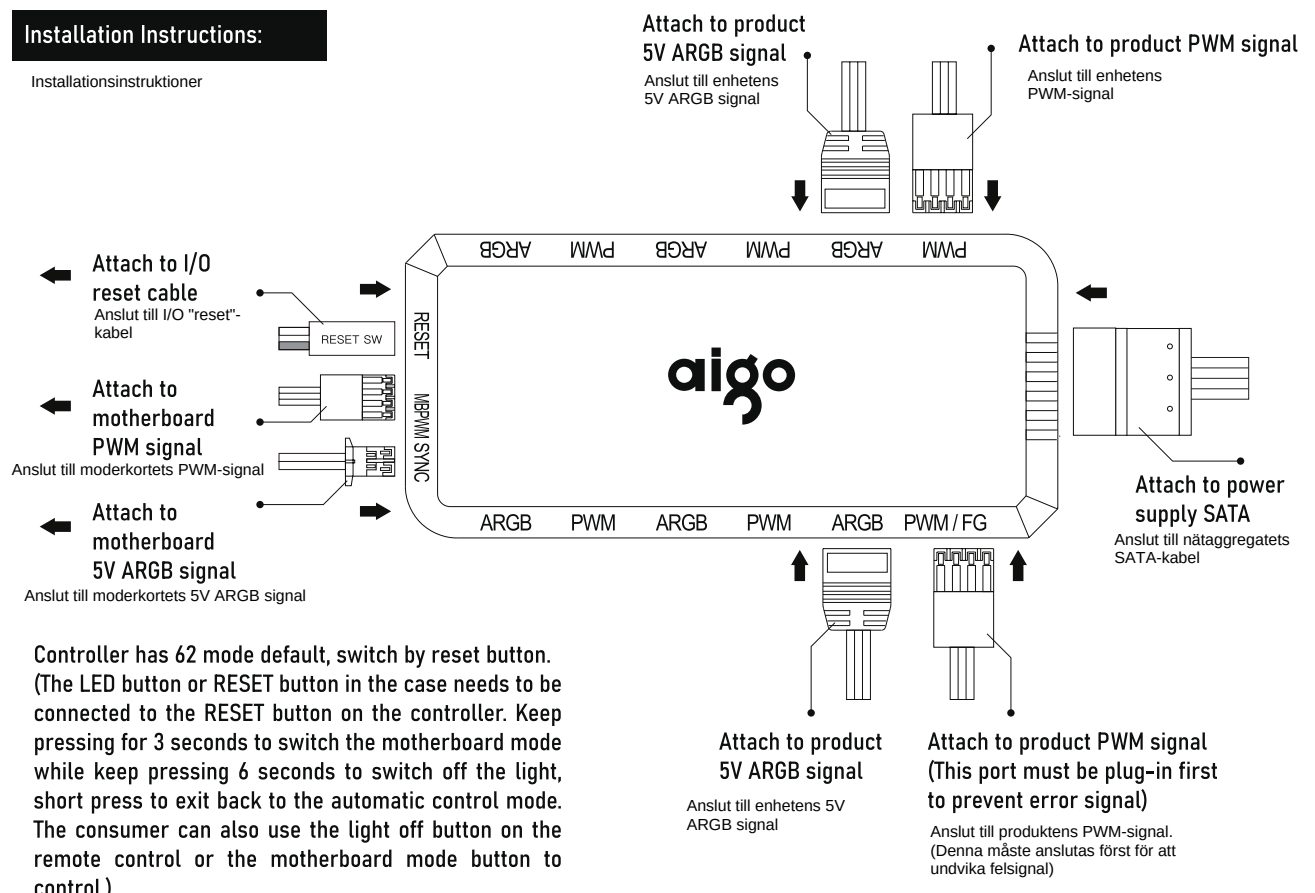 Installation Instructions:
Installationsinstruktioner
Attach to product
5V ARGB signal
Anslut till enhetens
5V ARGB signal
Attach to product PWM signal
Anslut till enhetens
PWM-signal
ARGB PWM ARGB PWM ARGB PWM
Attach to I/O
reset cable
Anslut till I/O "reset"-
kabel
RESET SW
RESET
Attach to
motherboard
PWM signal
Anslut till moderkortets PWM-signal
MBPWM SYNC
Attach to
motherboard
5V ARGB signal
Anslut till moderkortets 5V ARGB signal
aigo
Attach to power
supply SATA
Anslut till nätaggregatets
SATA-kabel
ARGB PWM ARGB PWM ARGB PWM / FG
Attach to product
5V ARGB signal
Anslut till enhetens 5V
ARGB signal
Attach to product PWM signal
(This port must be plug-in first
to prevent error signal)
Anslut till produktens PWM-signal.
(Denna måste anslutas först för att
undvika felsignal)
Controller has 62 mode default, switch by reset button.
(The LED button or RESET button in the case needs to be
connected to the RESET button on the controller. Keep
pressing for 3 seconds to switch the motherboard mode
while keep pressing 6 seconds to switch off the light,
short press to exit back to the automatic control mode.
The consumer can also use the light off button on the
remote control or the motherboard mode button to
control.)